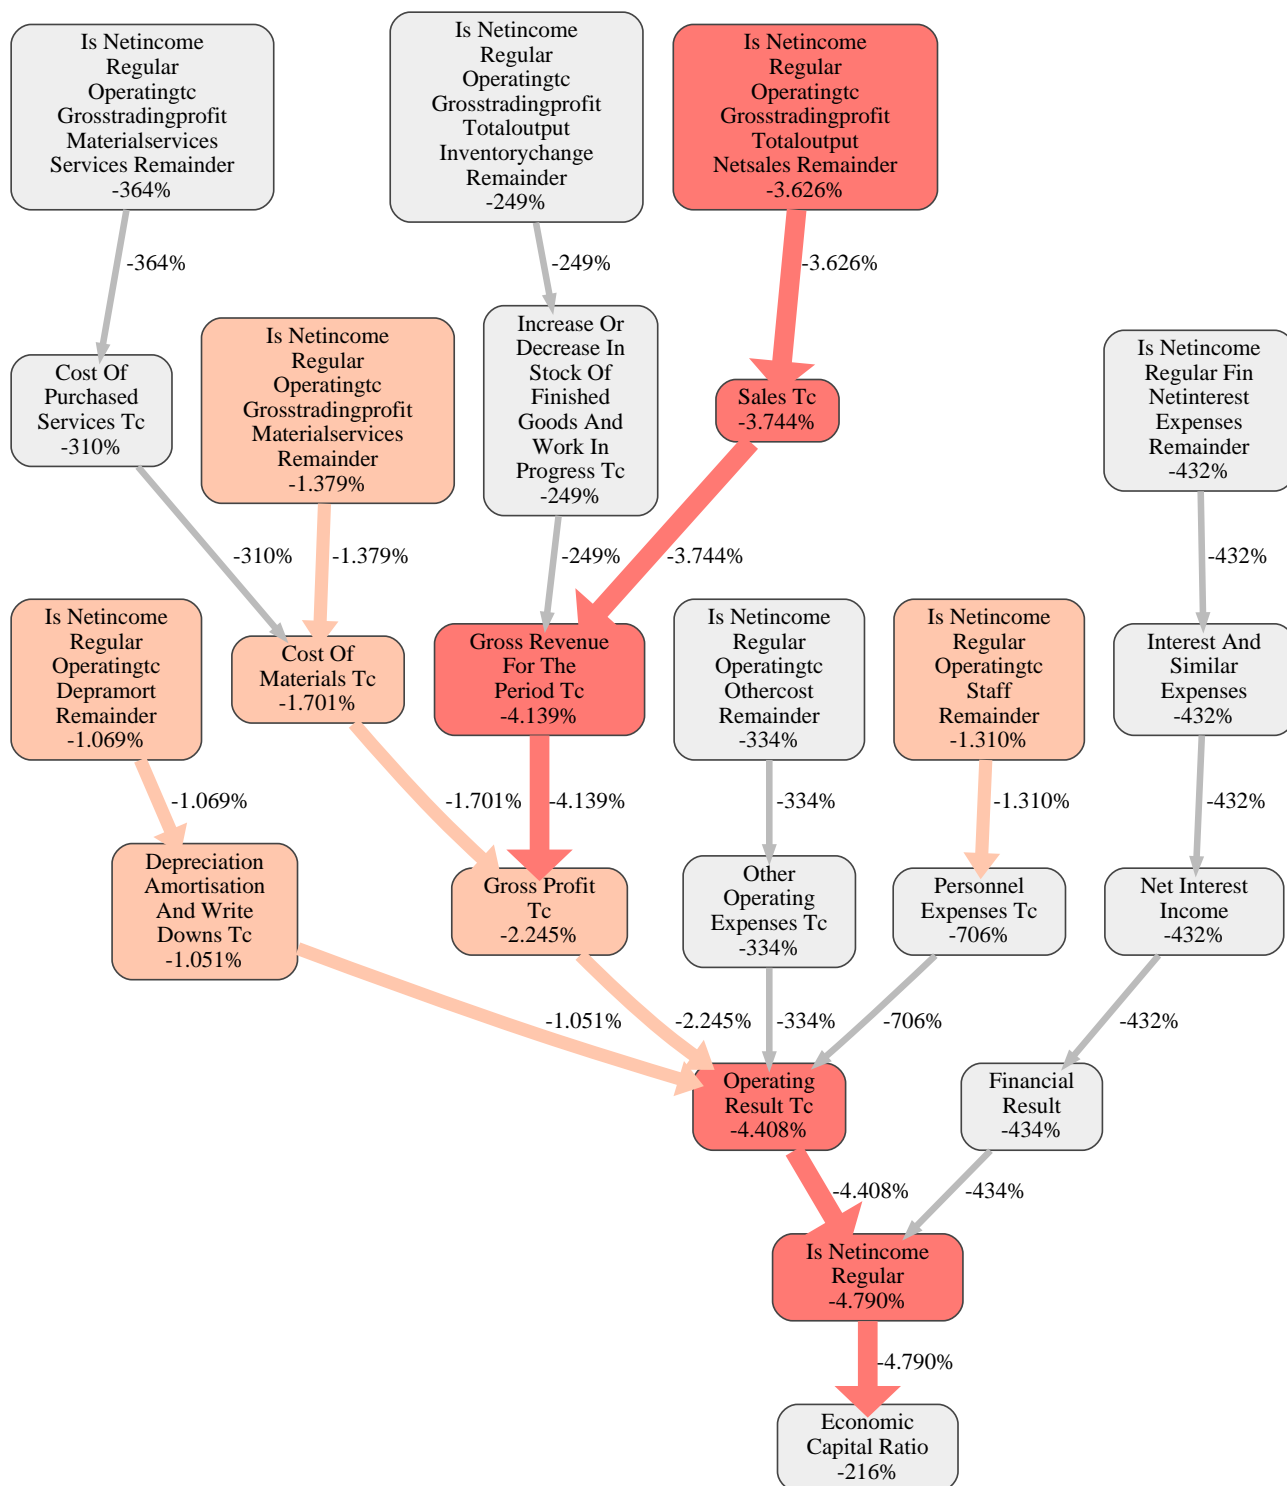 Is Netincome
Regular
Operatingtc
Grosstradingprofit
Materialservices
Services Remainder
-364%
Is Netincome
Regular
Operatingtc
Grosstradingprofit
Totaloutput
Inventorychange
Remainder
-249%
Is Netincome
Regular
Operatingtc
Grosstradingprofit
Totaloutput
Netsales Remainder
-3.626%
-364%
-249%
-3.626%
Cost Of
Purchased
Services Tc
-310%
Is Netincome
Regular
Operatingtc
Grosstradingprofit
Materialservices
Remainder
-1.379%
Increase Or
Decrease In
Stock Of
Finished
Goods And
Work In
Progress Tc
-249%
Sales Tc
-3.744%
Is Netincome
Regular Fin
Netinterest
Expenses
Remainder
-432%
-310%
-1.379%
-249%
-3.744%
-432%
Is Netincome
Regular
Operatingtc
Depramort
Remainder
-1.069%
Cost Of
Materials Tc
-1.701%
Gross Revenue
For The
Period Tc
-4.139%
Is Netincome
Regular
Operatingtc
Othercost
Remainder
-334%
Is Netincome
Regular
Operatingtc
Staff
Remainder
-1.310%
Interest And
Similar
Expenses
-432%
-1.069%
-1.701%
-4.139%
-334%
-1.310%
-432%
Depreciation
Amortisation
And Write
Downs Tc
-1.051%
Gross Profit
Tc
-2.245%
Other
Operating
Expenses Tc
-334%
Personnel
Expenses Tc
-706%
Net Interest
Income
-432%
-1.051%
-2.245%
-334%
-706%
-432%
Operating
Result Tc
-4.408%
Financial
Result
-434%
-4.408%
-434%
Is Netincome
Regular
-4.790%
-4.790%
Economic
Capital Ratio
-216%